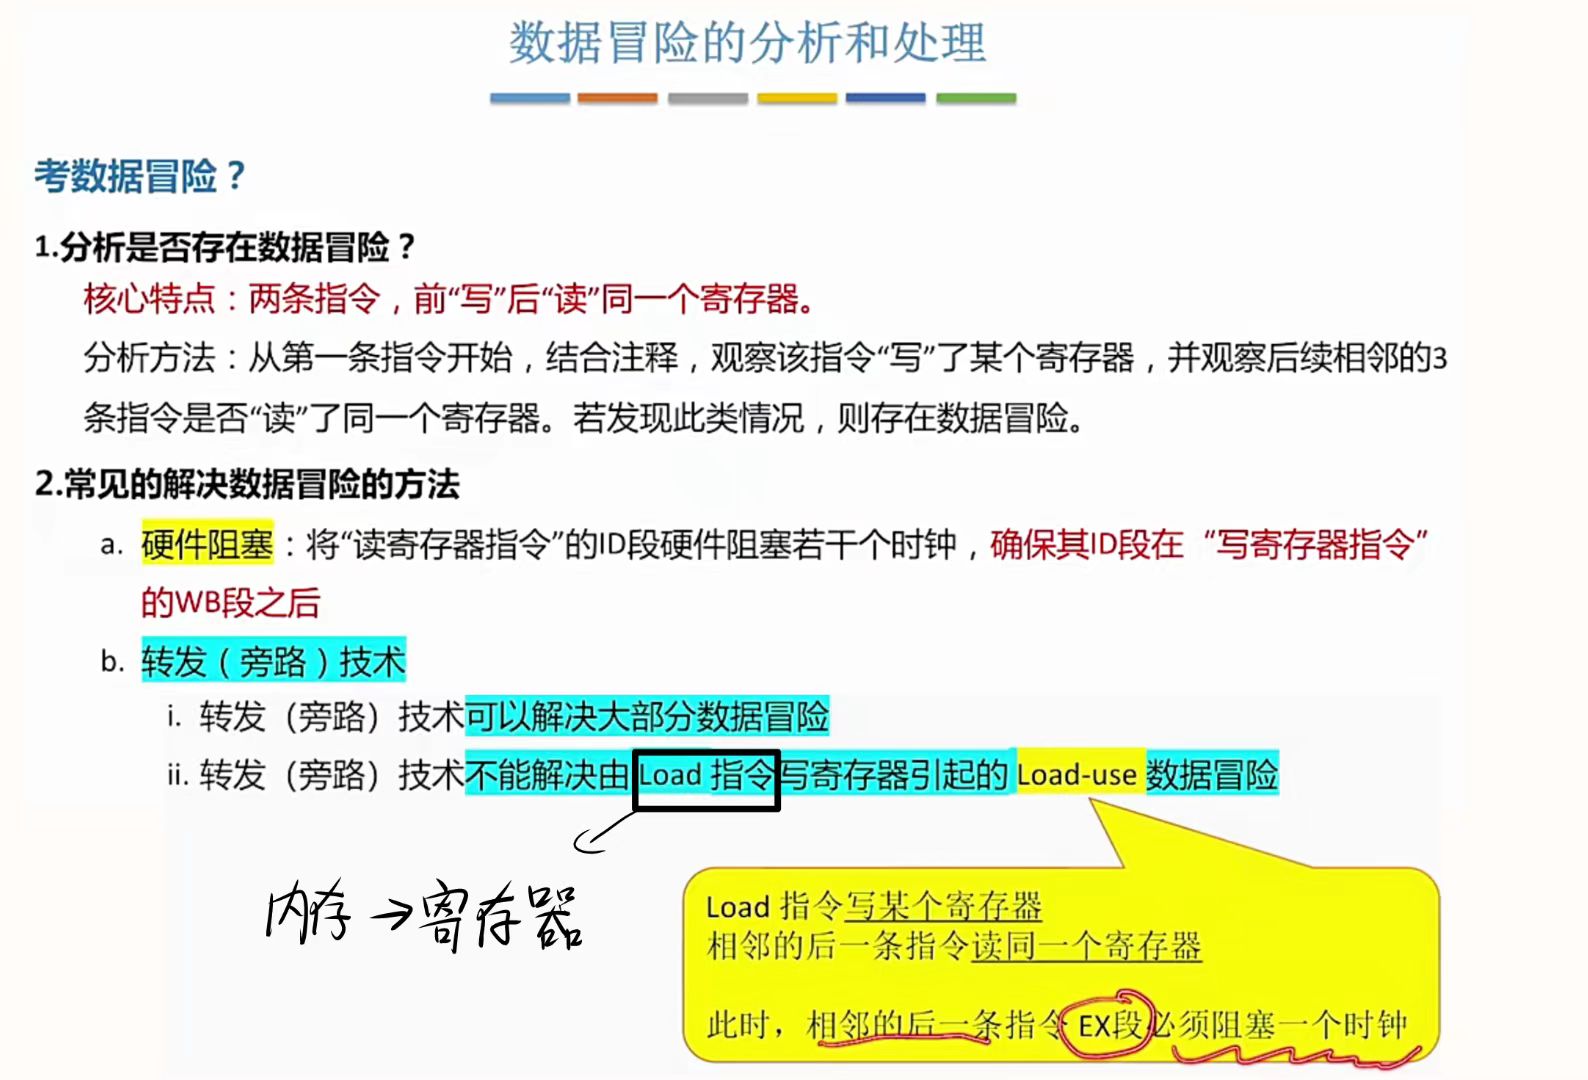 数据冒险的分析和处理
考数据冒险？
1.分析是否存在数据冒险？
核心特点：两条指令，前“写”后“读”同一个寄存器。
分析方法：从第一条指令开始，结合注释，观察该指令“写”了某个寄存器，并观察后续相邻的3
条指令是否“读”了同一个寄存器。若发现此类情况，则存在数据冒险。
2.常见的解决数据冒险的方法
a. 硬件阻塞：将“读寄存器指令”的ID段硬件阻塞若干个时钟，确保其ID段在“写寄存器指令”
的WB段之后
b. 转发（旁路）技术
i. 转发（旁路）技术可以解决大部分数据冒险
ii. 转发（旁路）技术不能解决由 Load 指令写寄存器引起的 Load-use 数据冒险
内存→寄存器
Load 指令写某个寄存器
相邻的后一条指令读同一个寄存器
此时，相邻的后一条指令 EX段必须阻塞一个时钟